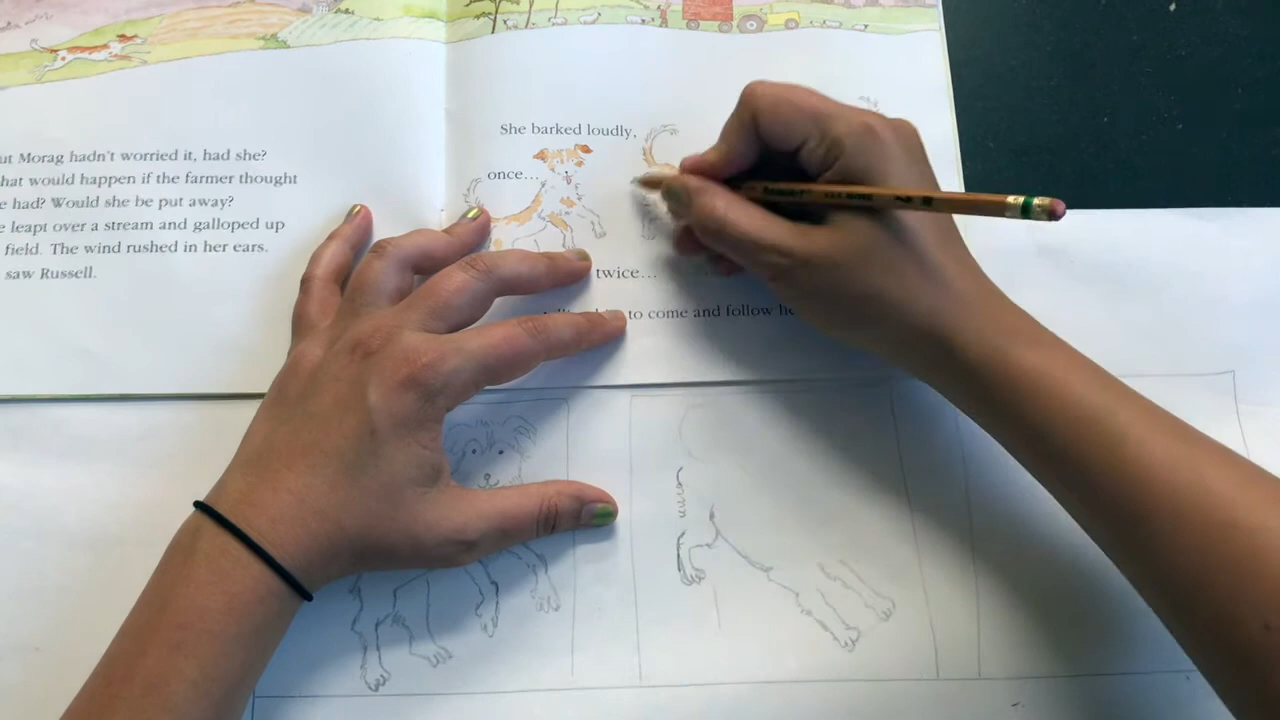 ut Morag hadn't worried it, had she?
hat would happen if the farmer thought
e had? Would she be put away?
e leapt over a stream and galloped up
field. The wind rushed in her ears.
saw Russell.
She barked loudly,
once...
twice...
to come and follow he